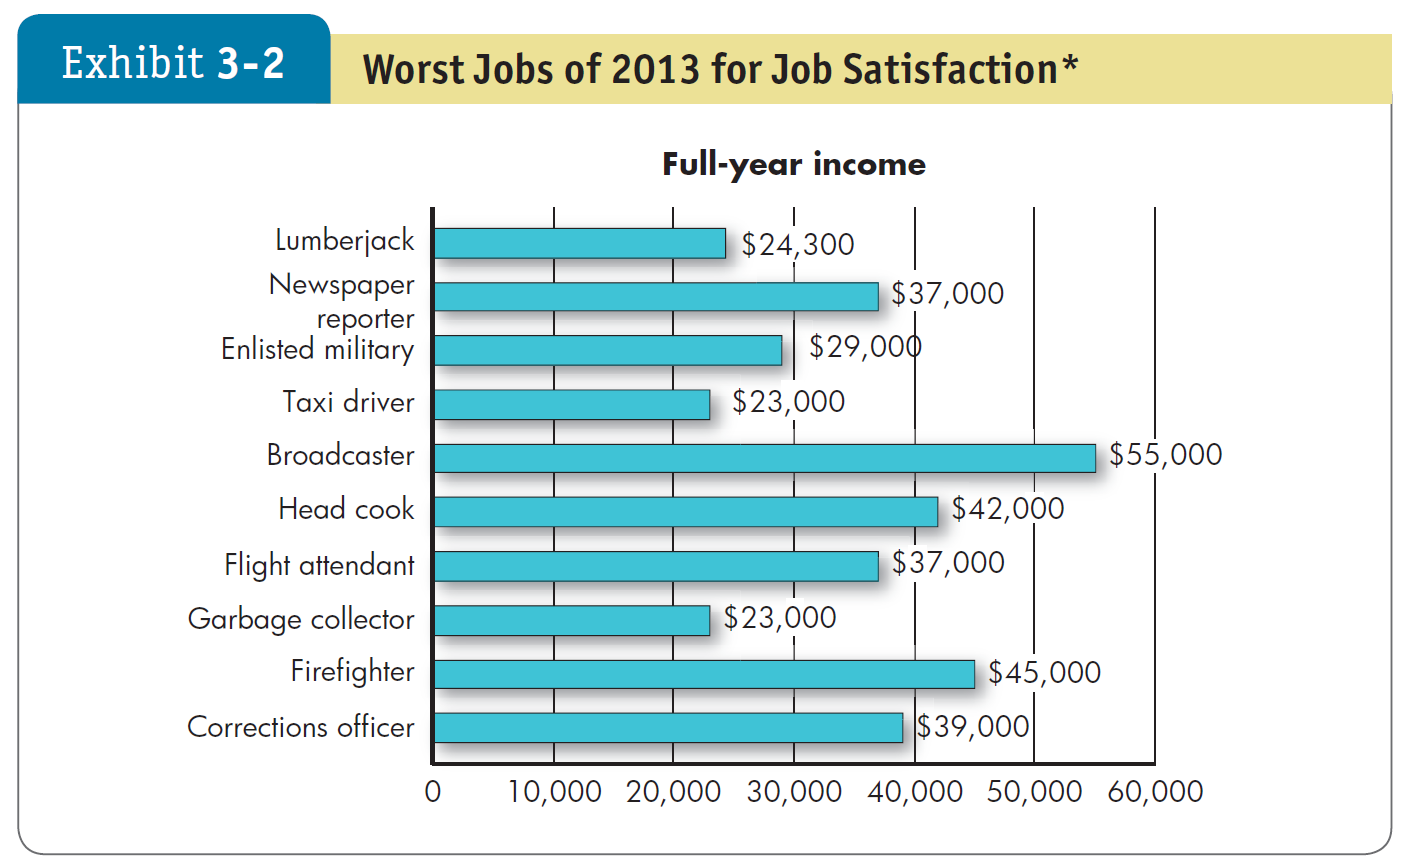 Exhibit 3-2
Worst Jobs of 2013 for Job Satisfaction*
Full-year income
Lumberjack $24,300
Newspaper
reporter $37,000
Enlisted military $29,000
Taxi driver $23,000
Broadcaster $55,000
Head cook $42,000
Flight attendant $37,000
Garbage collector $23,000
Firefighter $45,000
Corrections officer $39,000
0 10,000 20,000 30,000 40,000 50,000 60,000